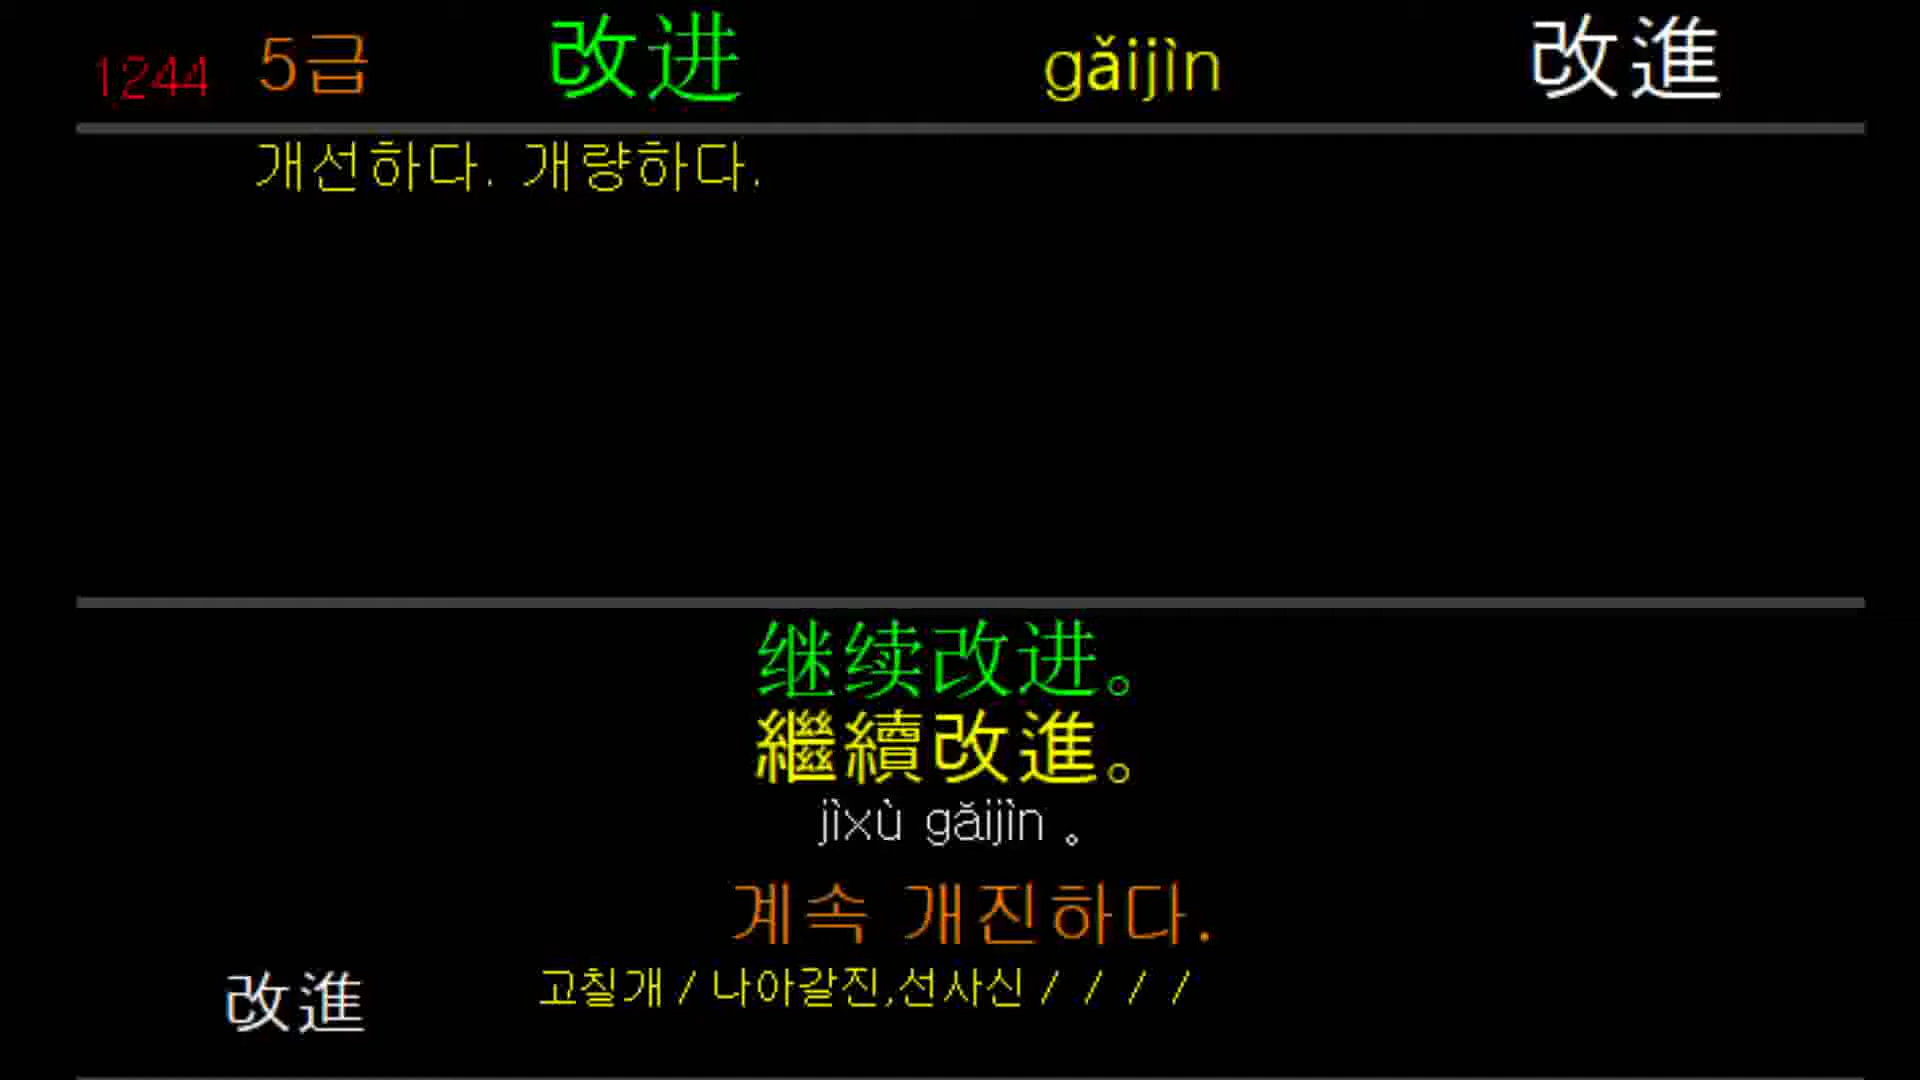 1244 5급 改进 gǎijìn 改進
개선하다. 개량하다.
继续改进。
繼續改進。
jìxù gǎijìn 。
계속 개진하다.
改進 고칠개 / 나아갈진,선사신 / / / /